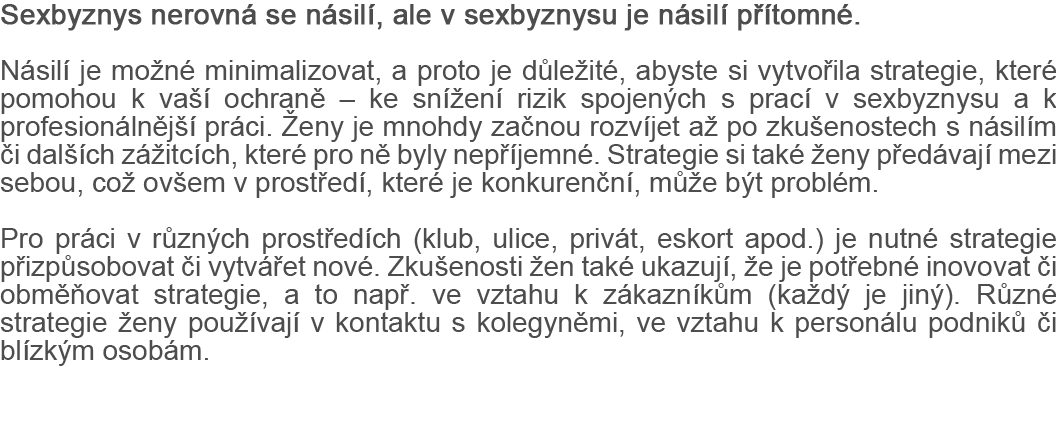 Sexbyznys nerovná se násilí, ale v sexbyznysu je násilí přítomné.
Násilí je možné minimalizovat, a proto je důležité, abyste si vytvořila strategie, které
pomohou k vaší ochraně – ke snížení rizik spojených s prací v sexbyznysu a k
profesionálnější práci. Ženy je mnohdy začnou rozvíjet až po zkušenostech s násilím
či dalších zážitcích, které pro ně byly nepříjemné. Strategie si také ženy předávají mezi
sebou, což ovšem v prostředí, které je konkurenční, může být problém.
Pro práci v různých prostředích (klub, ulice, privát, eskort apod.) je nutné strategie
přizpůsobovat či vytvářet nové. Zkušenosti žen také ukazují, že je potřebné inovovat či
obměňovat strategie, a to např. ve vztahu k zákazníkům (každý je jiný). Různé
strategie ženy používají v kontaktu s kolegyněmi, ve vztahu k personálu podniků či
blízkým osobám.